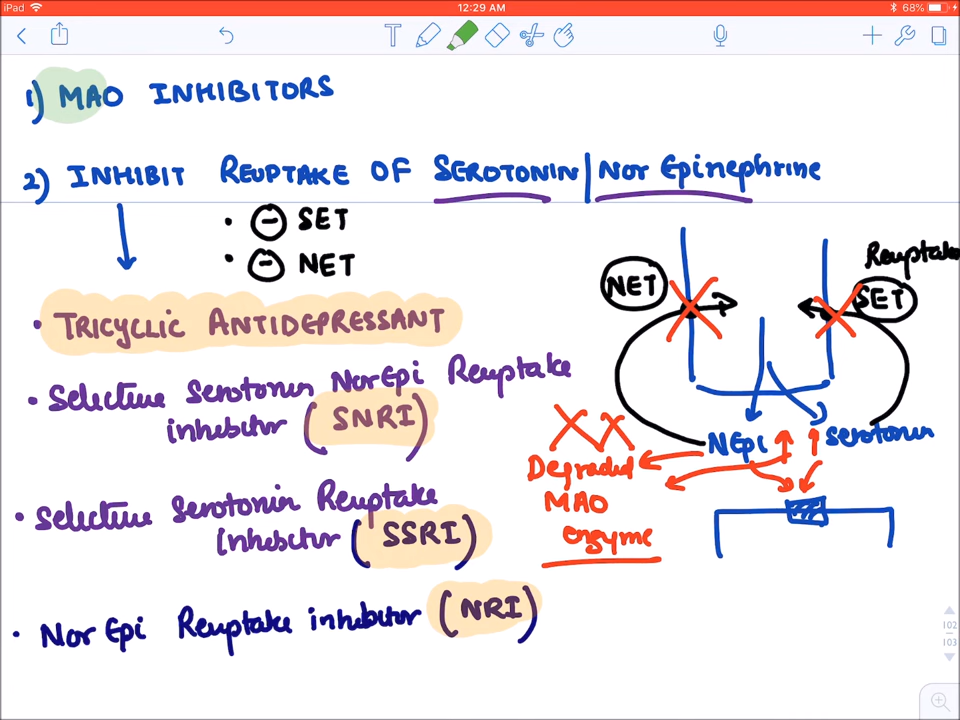 iPad
12:29 AM
68%
T
1) MAO INHIBITORS
2) INHIBIT REUPTAKE OF SEROTONIN | Nor Epinephrine
• - SET
• - NET
• TRICYCLIC ANTIDEPRESSANT
• Selective Serotonin NorEpi Reuptake
inhibitor (SNRI)
• Selective Serotonin Reuptake
Inhibitor (SSRI)
• Nor Epi Reuptake inhibitor (NRI)
Reuptake
NET
SET
NEpi ↑ ↑ Serotonin
Degraded
MAO
enzyme
102
103